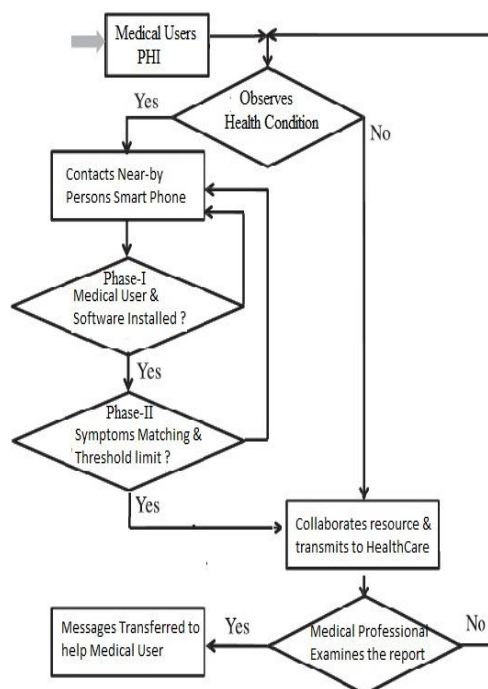 Medical Users
PHI
Observes
Health Condition
Yes
No
Contacts Near-by
Persons Smart Phone
Phase-I
Medical User &
Software Installed ?
Yes
Phase-II
Symptoms Matching &
Threshold limit ?
Yes
Collaborates resource &
transmits to HealthCare
Medical Professional
Examines the report
Yes
No
Messages Transferred to
help Medical User